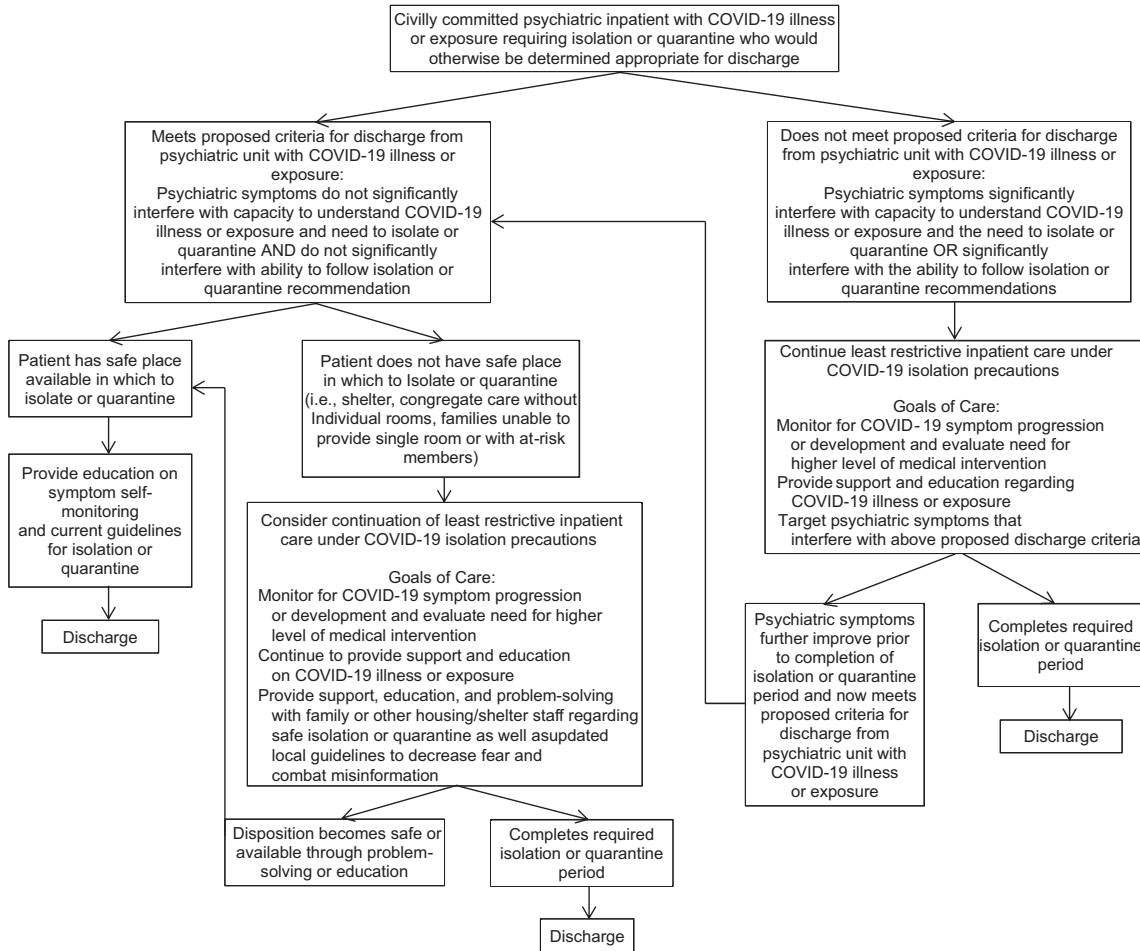 Civilly committed psychiatric inpatient with COVID-19 illness
or exposure requiring isolation or quarantine who would
otherwise be determined appropriate for discharge
Meets proposed criteria for discharge from
psychiatric unit with COVID-19 illness or
exposure:
Psychiatric symptoms do not significantly
interfere with capacity to understand COVID-19
illness or exposure and need to isolate or
quarantine AND do not significantly
interfere with ability to follow isolation or
quarantine recommendation
Does not meet proposed criteria for discharge
from psychiatric unit with COVID-19 illness or
exposure:
Psychiatric symptoms significantly
interfere with capacity to understand COVID-19
illness or exposure and the need to isolate or
quarantine OR significantly
interfere with the ability to follow isolation or
quarantine recommendations
Patient has safe place
available in which to
isolate or quarantine
Patient does not have safe place
in which to Isolate or quarantine
(i.e., shelter, congregate care without
Individual rooms, families unable to
provide single room or with at-risk
members)
Continue least restrictive inpatient care under
COVID-19 isolation precautions
Goals of Care:
Monitor for COVID-19 symptom progression
or development and evaluate need for
higher level of medical intervention
Provide support and education regarding
COVID-19 illness or exposure
Target psychiatric symptoms that
interfere with above proposed discharge criteria
Provide education on
symptom self-
monitoring
and current guidelines
for isolation or
quarantine
Discharge
Consider continuation of least restrictive inpatient
care under COVID-19 isolation precautions
Goals of Care:
Monitor for COVID-19 symptom progression
or development and evaluate need for higher
level of medical intervention
Continue to provide support and education
on COVID-19 illness or exposure
Provide support, education, and problem-solving
with family or other housing/shelter staff regarding
safe isolation or quarantine as well asupdated
local guidelines to decrease fear and
combat misinformation
Psychiatric symptoms
further improve prior
to completion of
isolation or quarantine
period and now meets
proposed criteria for
discharge from
psychiatric unit with
COVID-19 illness
or exposure
Completes required
isolation or quarantine
period
Discharge
Disposition becomes safe or
available through problem-
solving or education
Completes required
isolation or quarantine
period
Discharge